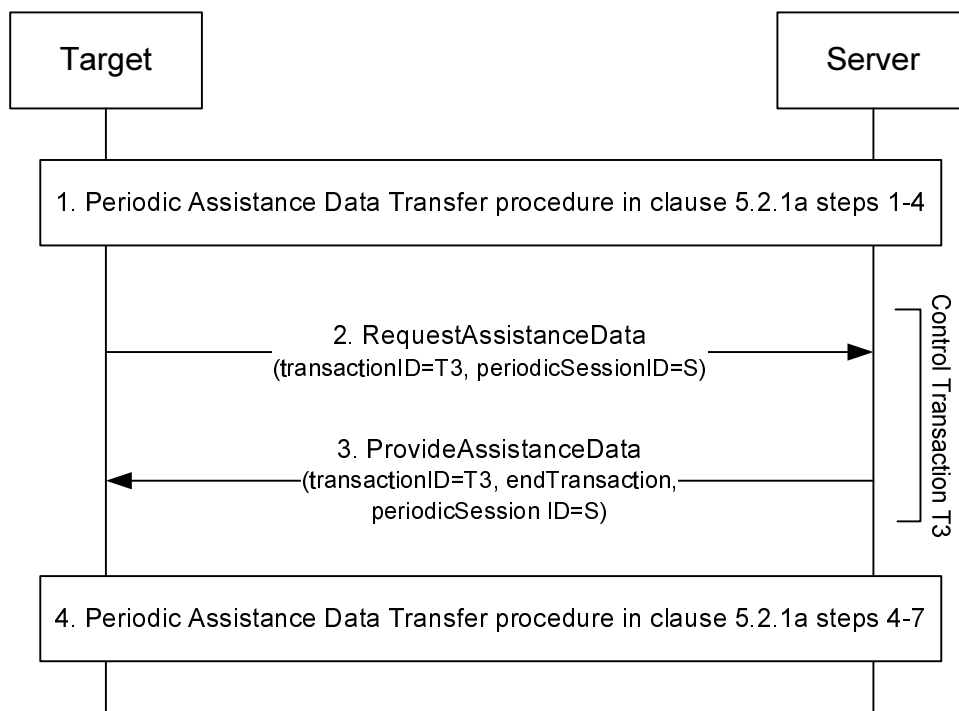 Target
Server
1. Periodic Assistance Data Transfer procedure in clause 5.2.1a steps 1-4
2. RequestAssistanceData
(transactionID=T3, periodicSessionID=S)
Control Transaction T3
3. ProvideAssistanceData
(transactionID=T3, endTransaction,
periodicSession ID=S)
4. Periodic Assistance Data Transfer procedure in clause 5.2.1a steps 4-7